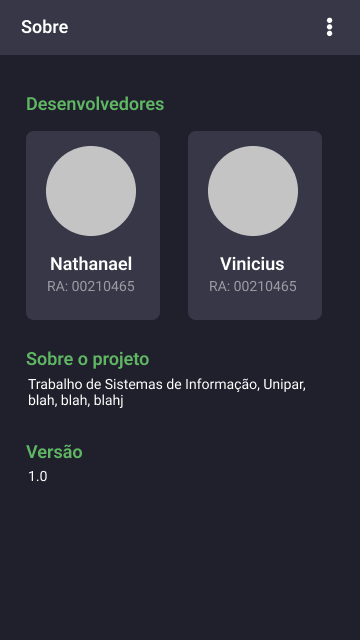 Sobre
Desenvolvedores
Nathanael
Vinicius
RA: 00210465
RA: 00210465
Sobre o projeto
Trabalho de Sistemas de Informação, Unipar,
blah, blah, blahj
Versão
1.0